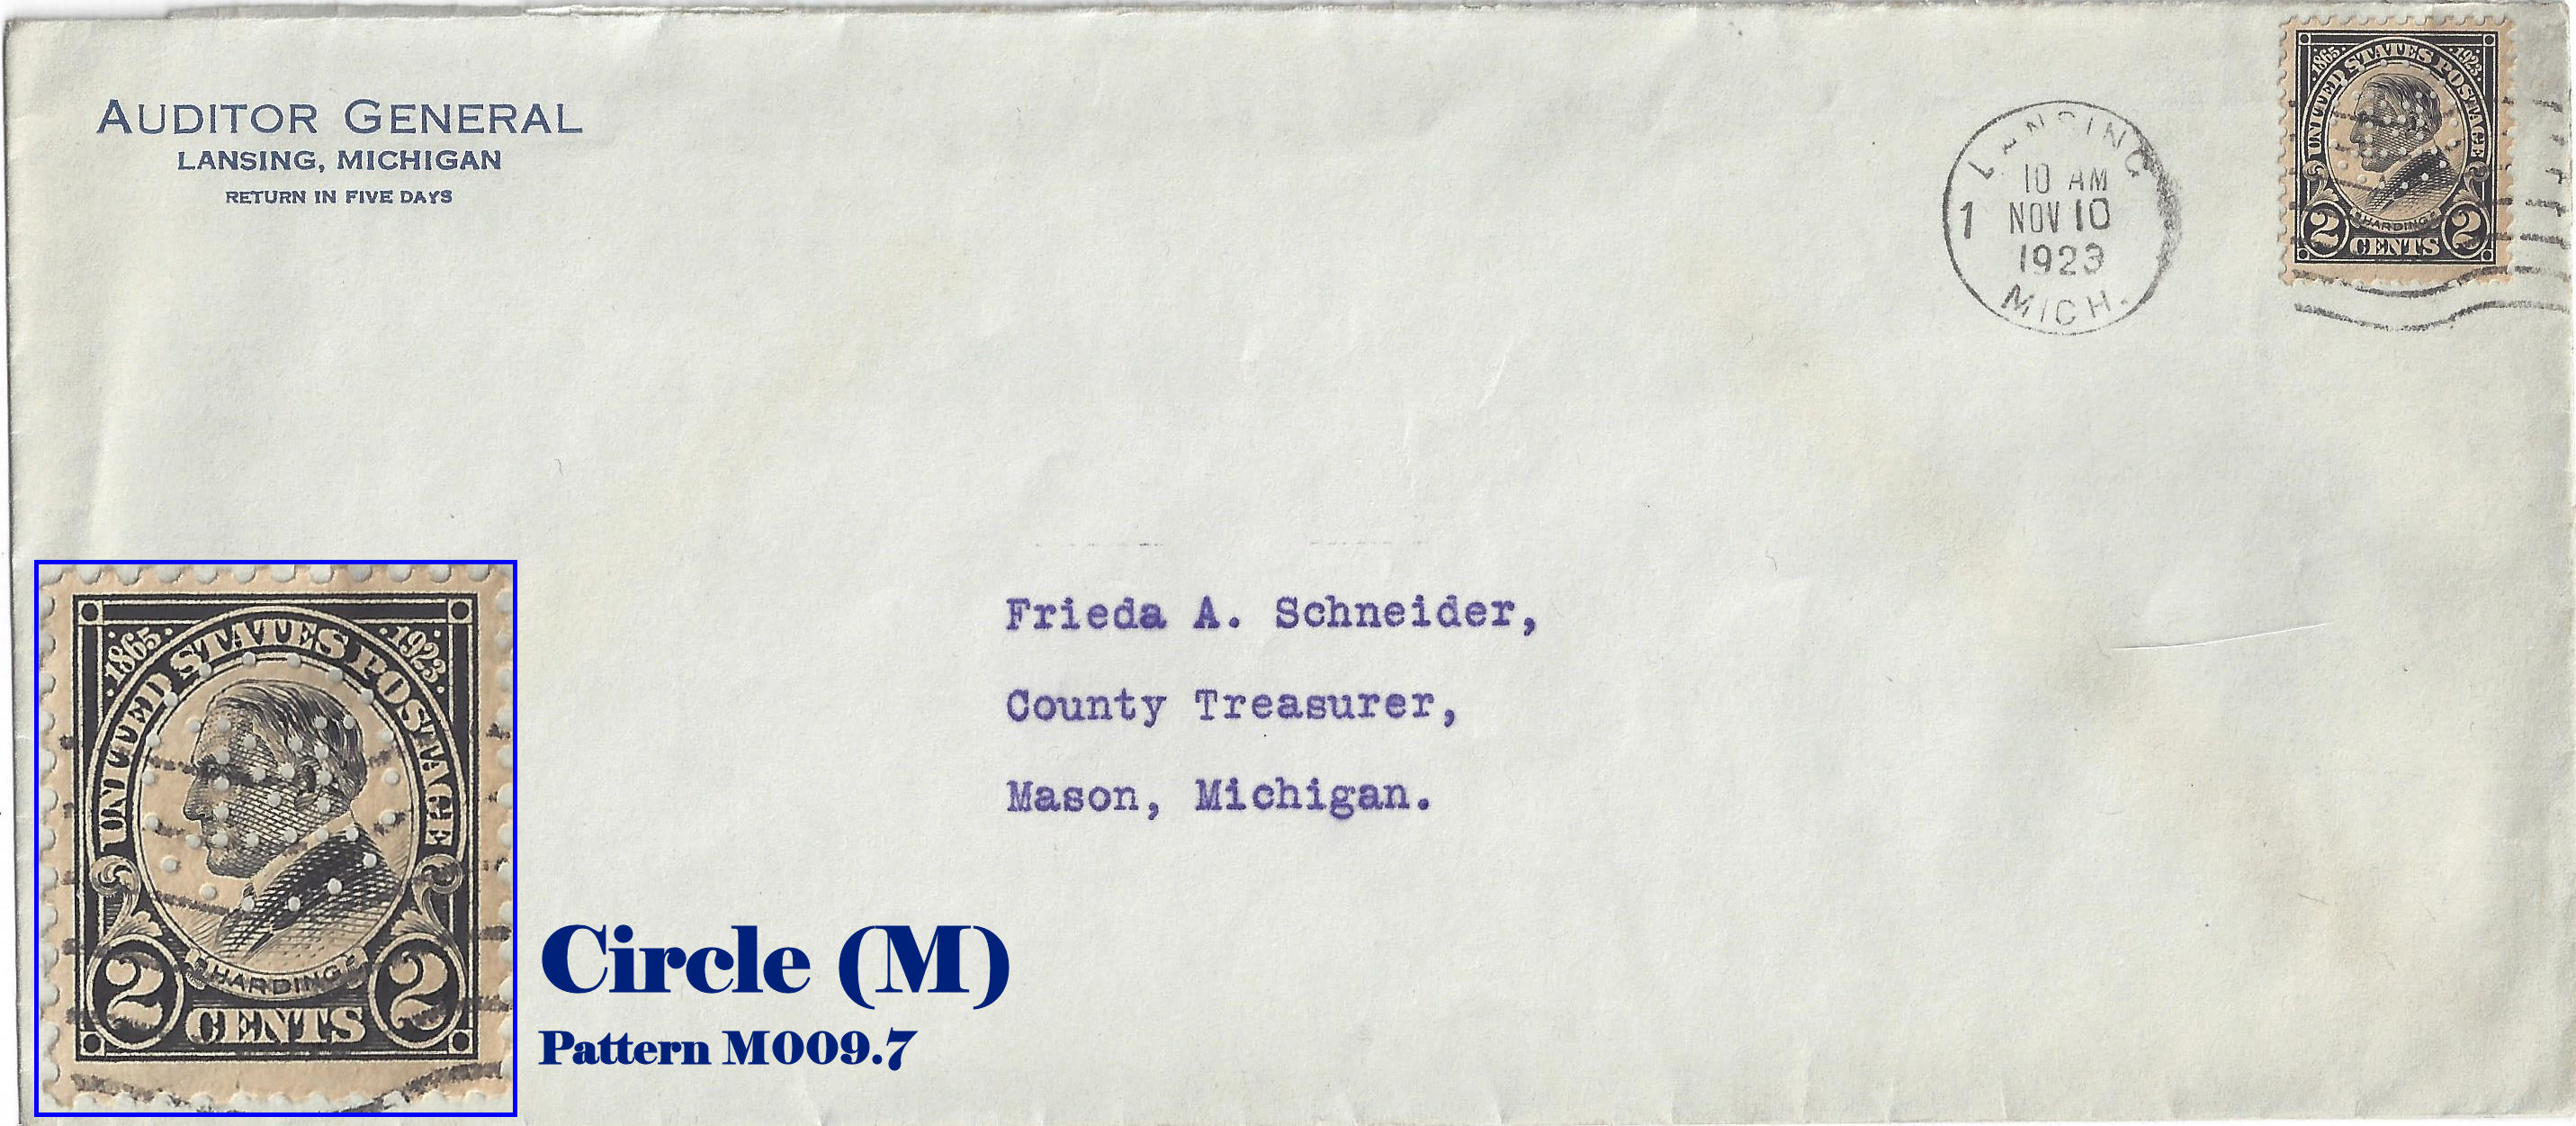 AUDITOR GENERAL
LANSING, MICHIGAN
RETURN IN FIVE DAYS
LANSING
10 AM
1 NOV 10
1923
MICH.
1865 1923
UNITED STATES POSTAGE
HARDING
2 CENTS 2
Frieda A. Schneider,
County Treasurer,
Mason, Michigan.
1865 1923
UNITED STATES POSTAGE
HARDING
2 CENTS 2
Circle (M)
Pattern M009.7